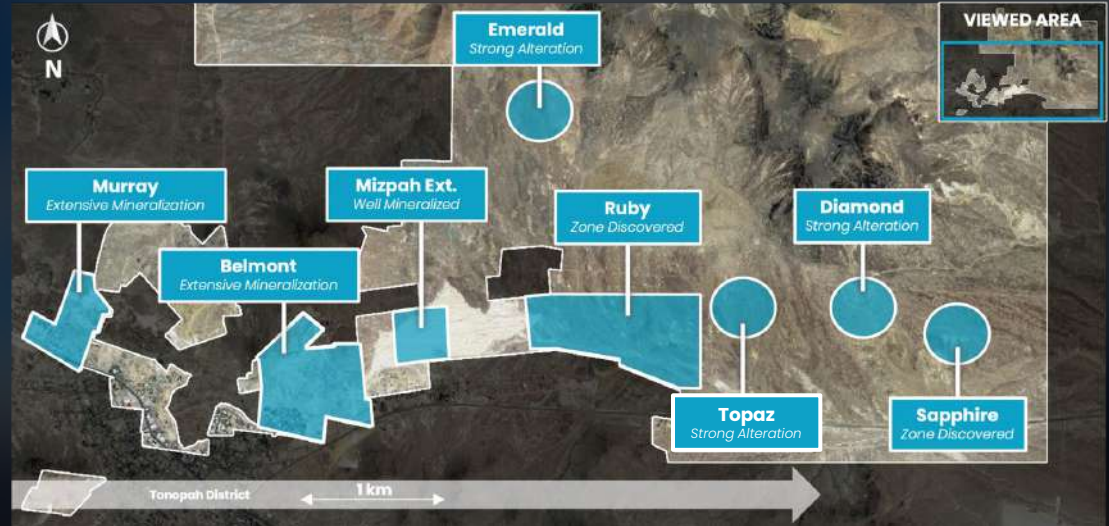 VIEWED AREA
N
Emerald
Strong Alteration
Murray
Extensive Mineralization
Mizpah Ext.
Well Mineralized
Ruby
Zone Discovered
Diamond
Strong Alteration
Belmont
Extensive Mineralization
Topaz
Strong Alteration
Sapphire
Zone Discovered
Tonopah District
1 km